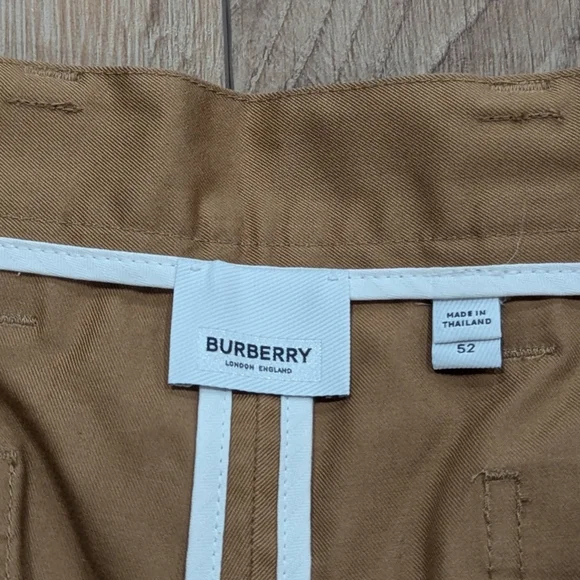 BURBERRY
LONDON ENGLAND
MADE IN
THAILAND
52